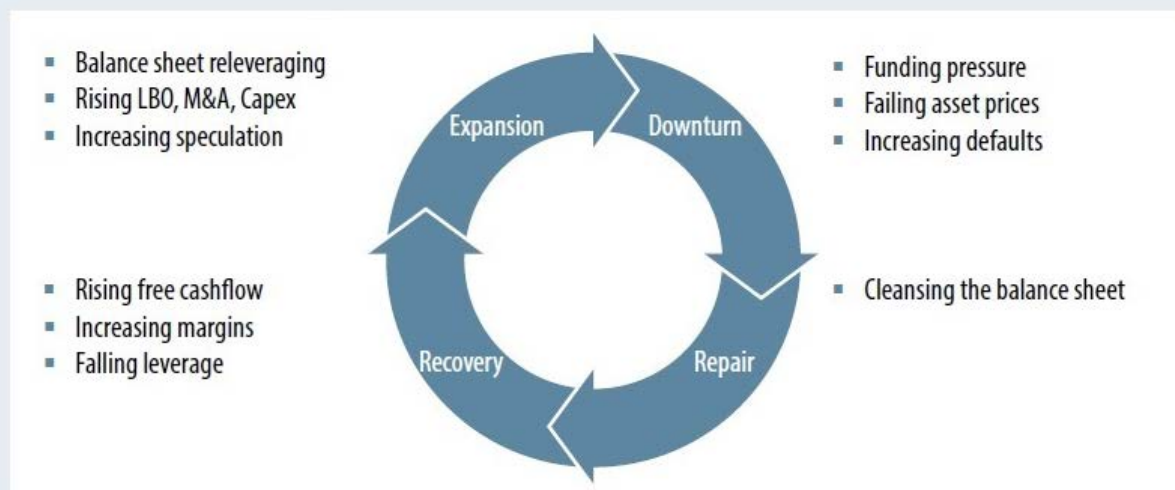 ▪ Balance sheet releveraging
▪ Rising LBO, M&A, Capex
▪ Increasing speculation
Expansion
Downturn
▪ Funding pressure
▪ Failing asset prices
▪ Increasing defaults
▪ Rising free cashflow
▪ Increasing margins
▪ Falling leverage
Recovery
Repair
▪ Cleansing the balance sheet